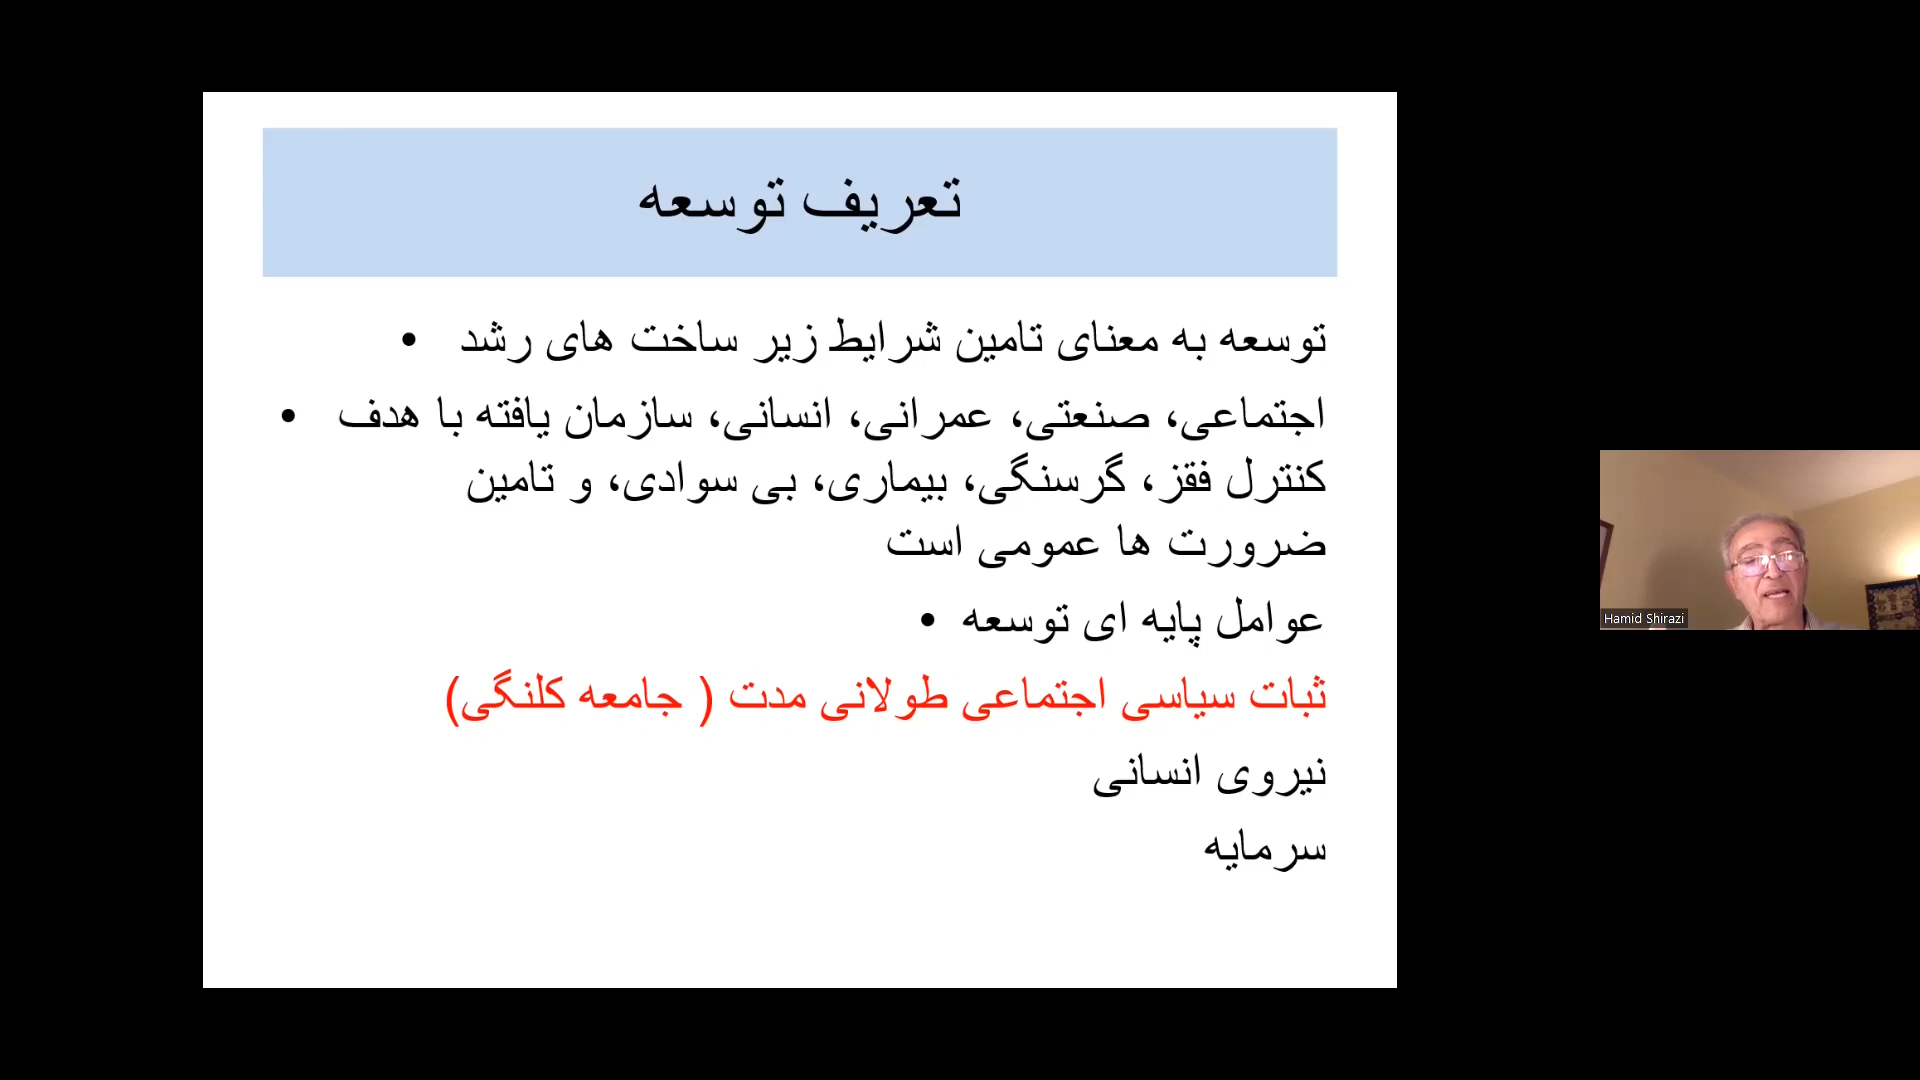 تعریف توسعه
توسعه به معنای تامین شرایط زیر ساخت های رشد •
اجتماعی، صنعتی، عمرانی، انسانی، سازمان یافته با هدف •
کنترل فقز، گرسنگی، بیماری، بی سوادی، و تامین
ضرورت ها عمومی است
عوامل پایه ای توسعه •
ثبات سیاسی اجتماعی طولانی مدت ( جامعه کلنگی)
نیروی انسانی
سرمایه
Hamid Shirazi